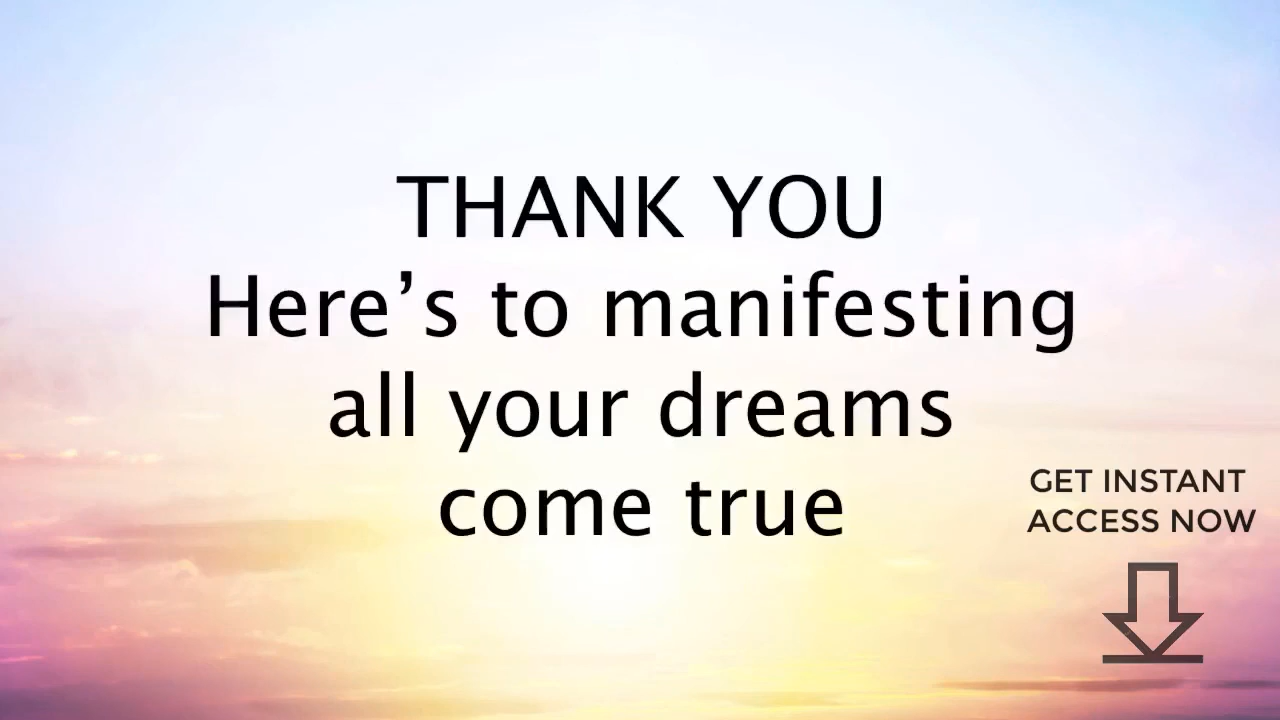 THANK YOU
Here’s to manifesting
all your dreams
come true
GET INSTANT
ACCESS NOW